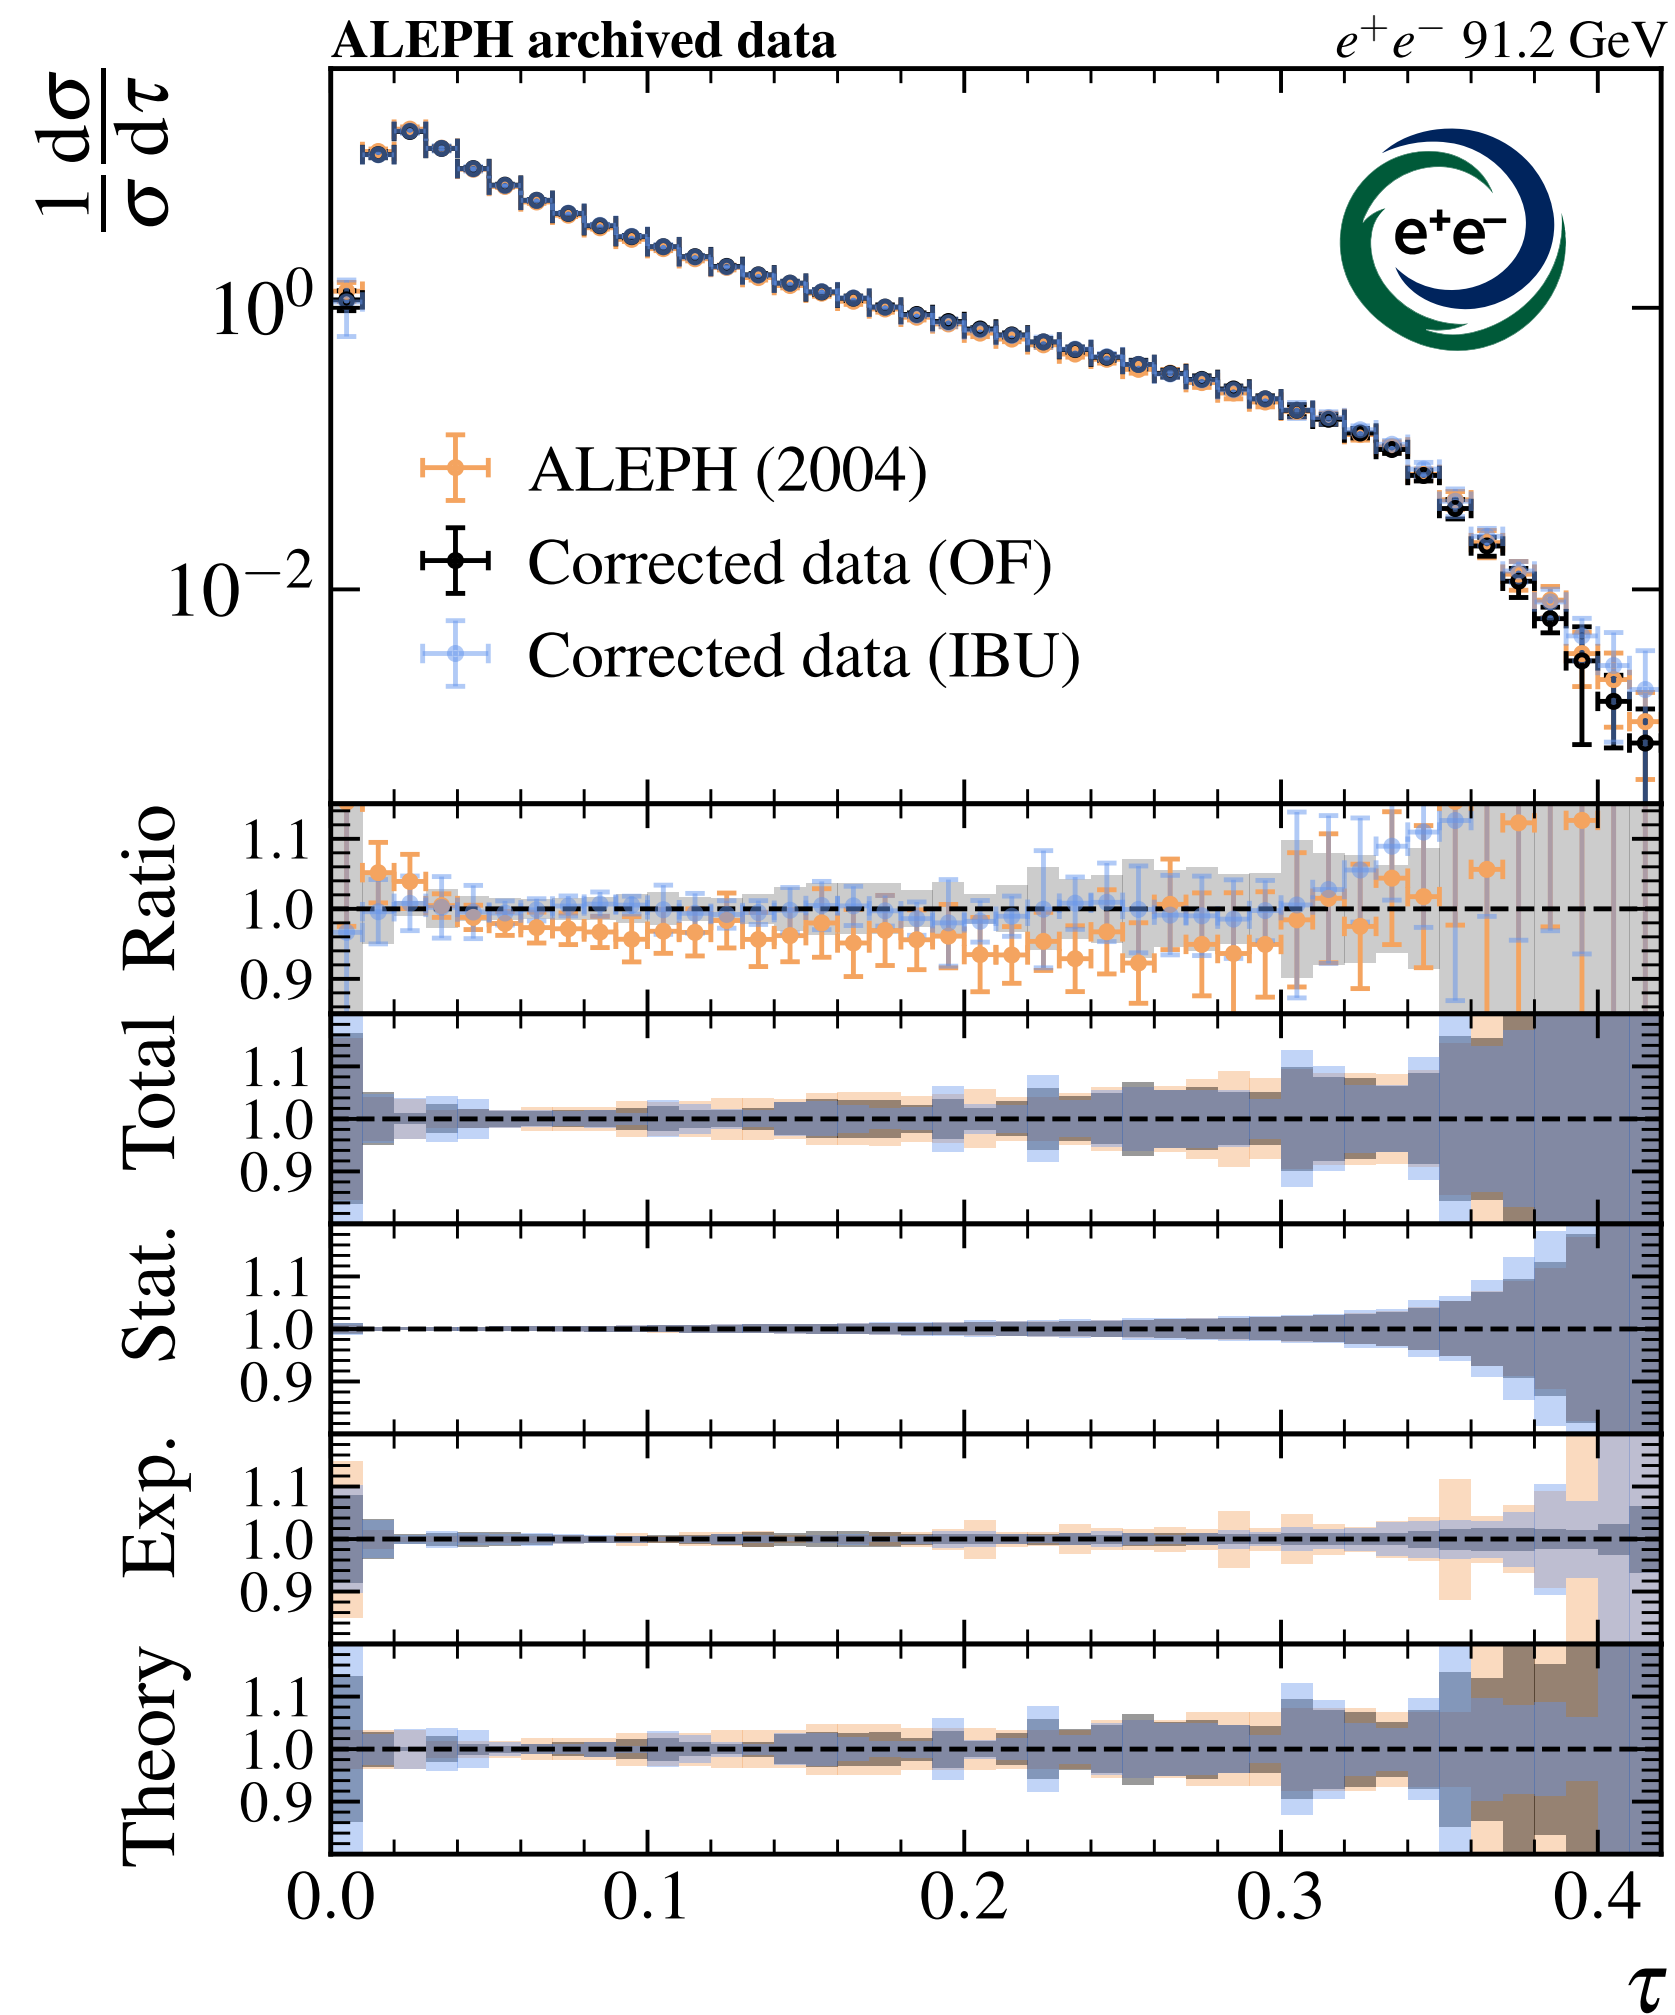 ALEPH archived data
e⁺e⁻ 91.2 GeV
1 dσ
σ dτ
e⁺e⁻
10⁰
10⁻²
ALEPH (2004)
Corrected data (OF)
Corrected data (IBU)
Ratio
1.1
1.0
0.9
Total
1.1
1.0
0.9
Stat.
1.1
1.0
0.9
Exp.
1.1
1.0
0.9
Theory
1.1
1.0
0.9
0.0 0.1 0.2 0.3 0.4
τ